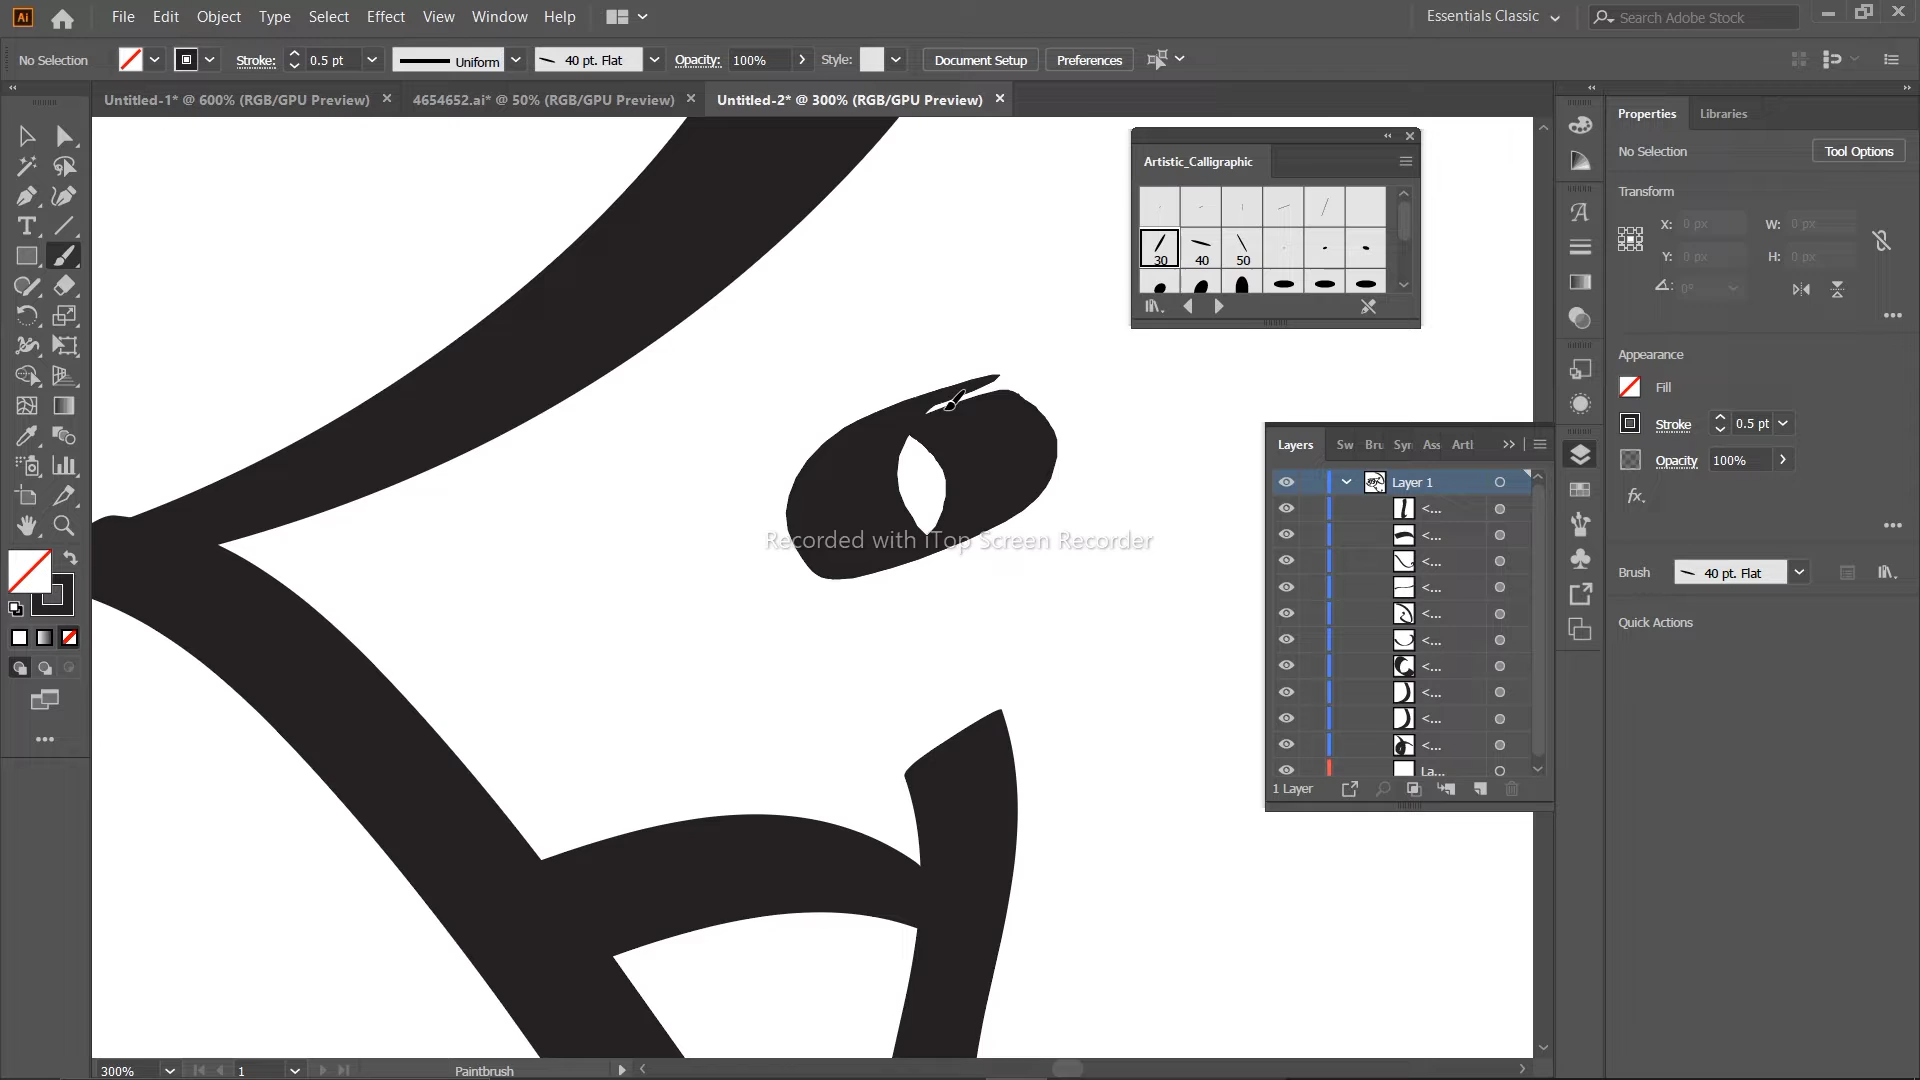 Ai File Edit Object Type Select Effect View Window Help Essentials Classic Search Adobe Stock
No Selection Stroke: 0.5 pt Uniform 40 pt. Flat Opacity: 100% Style: Document Setup Preferences
Untitled-1* @ 600% (RGB/GPU Preview) 4654652.ai* @ 50% (RGB/GPU Preview) Untitled-2* @ 300% (RGB/GPU Preview)
Properties Libraries
No Selection Tool Options
Artistic_Calligraphic
30 40 50
Transform
X: 0 px W: 0 px
Y: 0 px H: 0 px
0°
Appearance
Fill
Stroke 0.5 pt
Opacity 100%
fx.
Brush 40 pt. Flat
Quick Actions
Layers Sw Bru Syr Ass Artl
Layer 1
<...
<...
<...
<...
<...
<...
<...
<...
<...
<...
La...
1 Layer
Recorded with iTop Screen Recorder
300% 1 Paintbrush